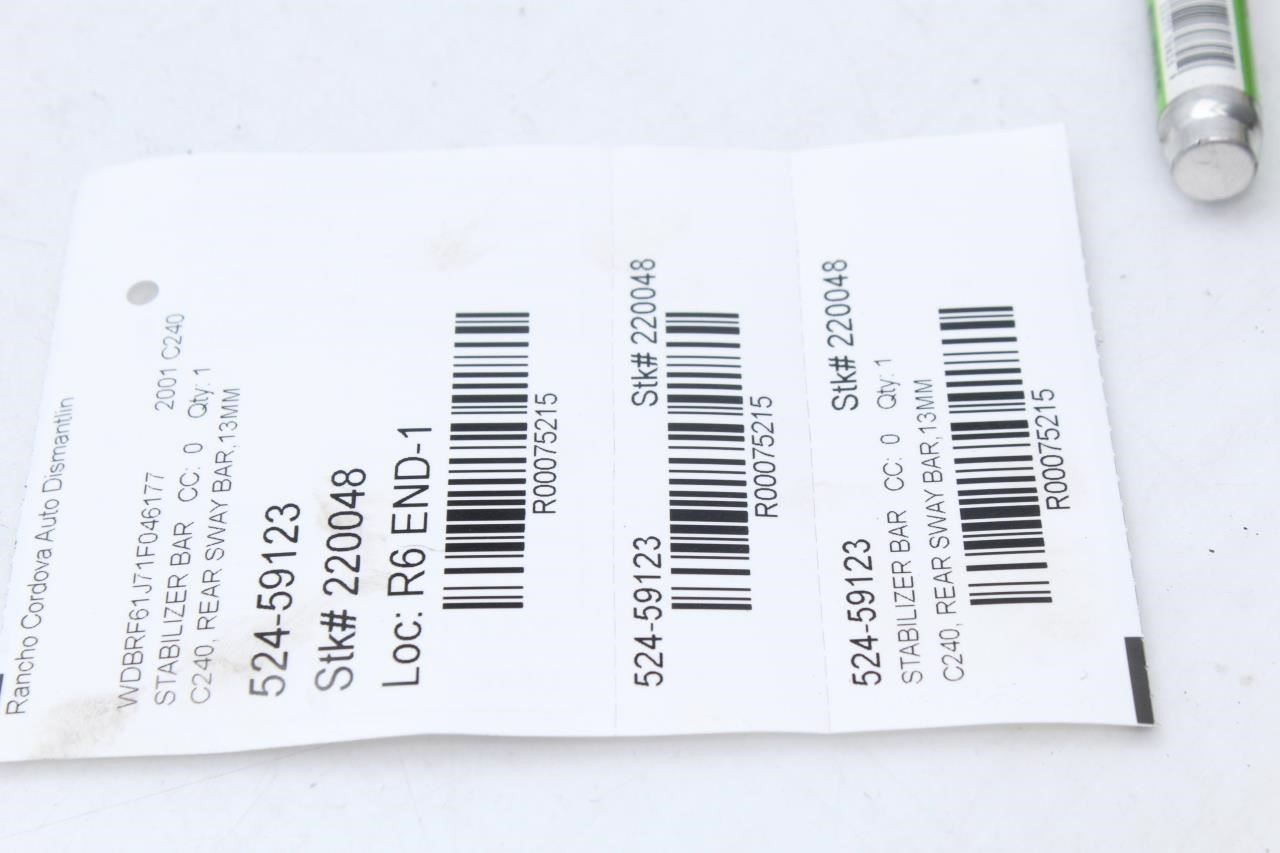 Rancho Cordova Auto Dismantlin
WDBRF61J71F046177 2001 C240
STABILIZER BAR CC: 0 Qty: 1
C240, REAR SWAY BAR,13MM
524-59123
Stk# 220048
Loc: R6 END-1
R00075215
524-59123 Stk# 220048
R00075215
524-59123 Stk# 220048
STABILIZER BAR CC: 0 Qty: 1
C240, REAR SWAY BAR,13MM
R00075215